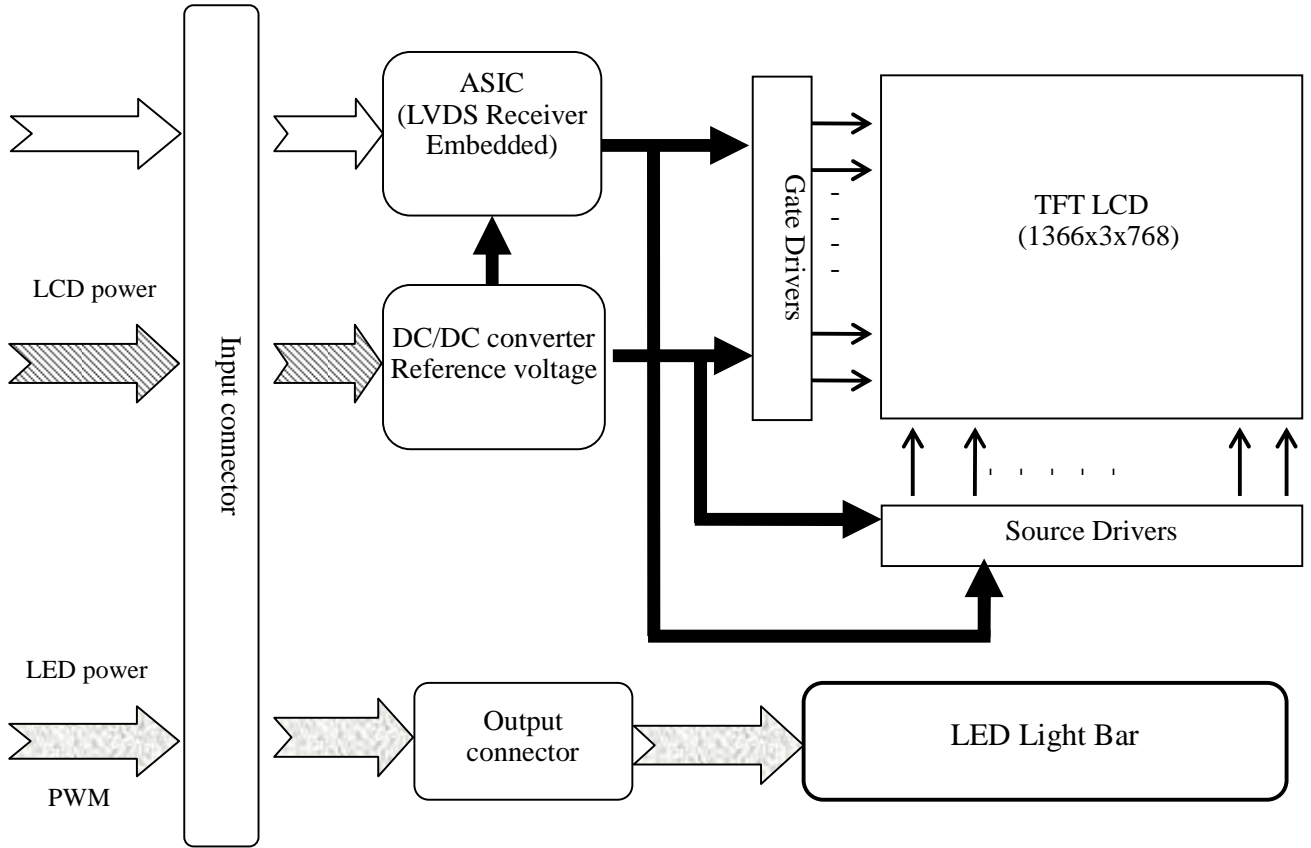 ASIC
(LVDS Receiver
Embedded)
Gate Drivers
TFT LCD
(1366x3x768)
LCD power
Input connector
DC/DC converter
Reference voltage
Source Drivers
LED power
PWM
Output
connector
LED Light Bar